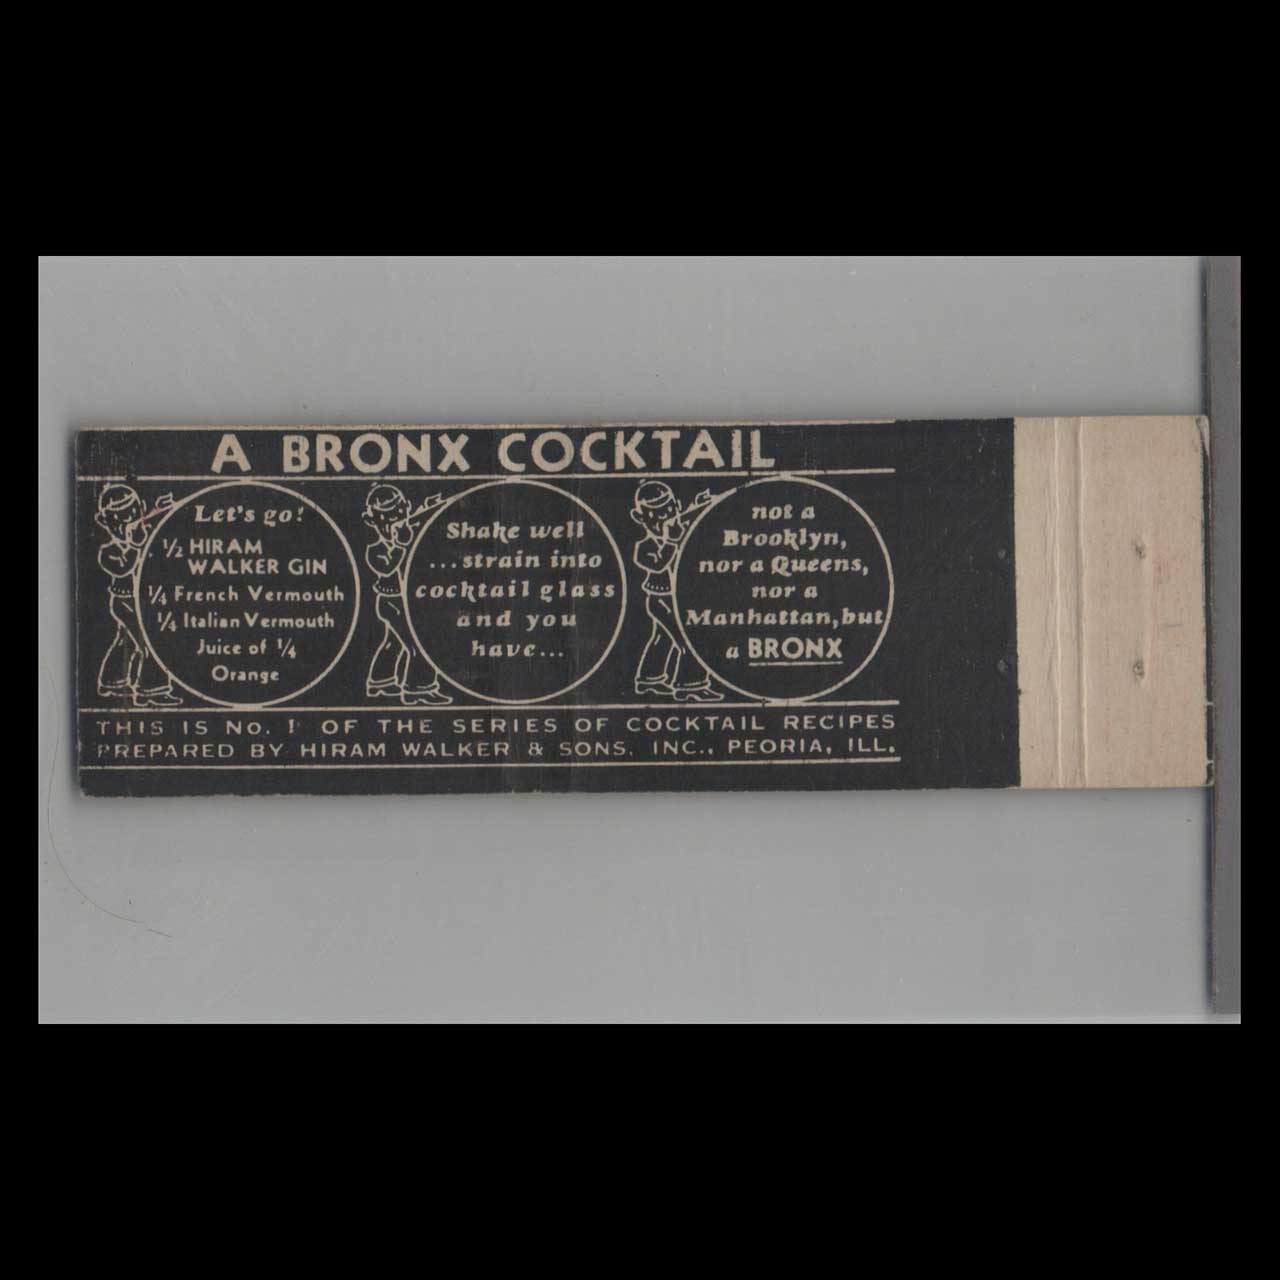 A BRONX COCKTAIL
Let's go!
½ HIRAM
WALKER GIN
¼ French Vermouth
¼ Italian Vermouth
Juice of ¼
Orange
Shake well
...strain into
cocktail glass
and you
have...
not a
Brooklyn,
nor a Queens,
nor a
Manhattan, but
a BRONX
THIS IS No. 1 OF THE SERIES OF COCKTAIL RECIPES
PREPARED BY HIRAM WALKER & SONS, INC., PEORIA, ILL.